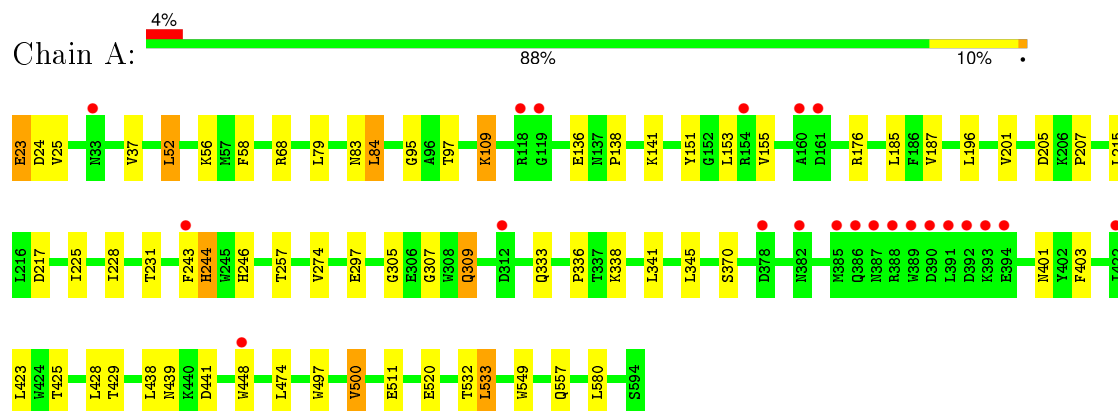 4%
Chain A:
88%
10%
•
E23 D24 V25 N33 V37 L52 K56 M57 F58 R68 L79 N83 L84 G95 A96 T97 K109 R118 G119 E136 N137 P138 K141 Y151 G152 L153 R154 V155 A160 D161 R176 L185 F186 V187 L196 V201 D205 K206 P207
L216 D217 I225 I228 T231 F243 H244 W245 H246 T257 V274 E297 G305 E306 G307 W308 Q309 D312 Q333 P336 T337 K338 L341 L345 S370 D378 N382 M385 Q386 N387 R388 W389 D390 L391 D392 K393 E394 N401 Y402 F403
L423 W424 T425 L428 T429 L438 N439 K440 D441 W448 L474 W497 V500 E511 E520 T532 L533 W549 Q557 L580 S594